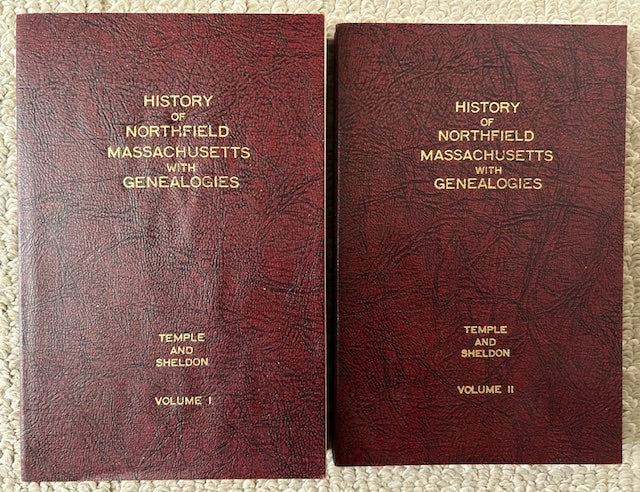 HISTORY
OF
NORTHFIELD
MASSACHUSETTS
WITH
GENEALOGIES
TEMPLE
AND
SHELDON
VOLUME I
HISTORY
OF
NORTHFIELD
MASSACHUSETTS
WITH
GENEALOGIES
TEMPLE
AND
SHELDON
VOLUME II